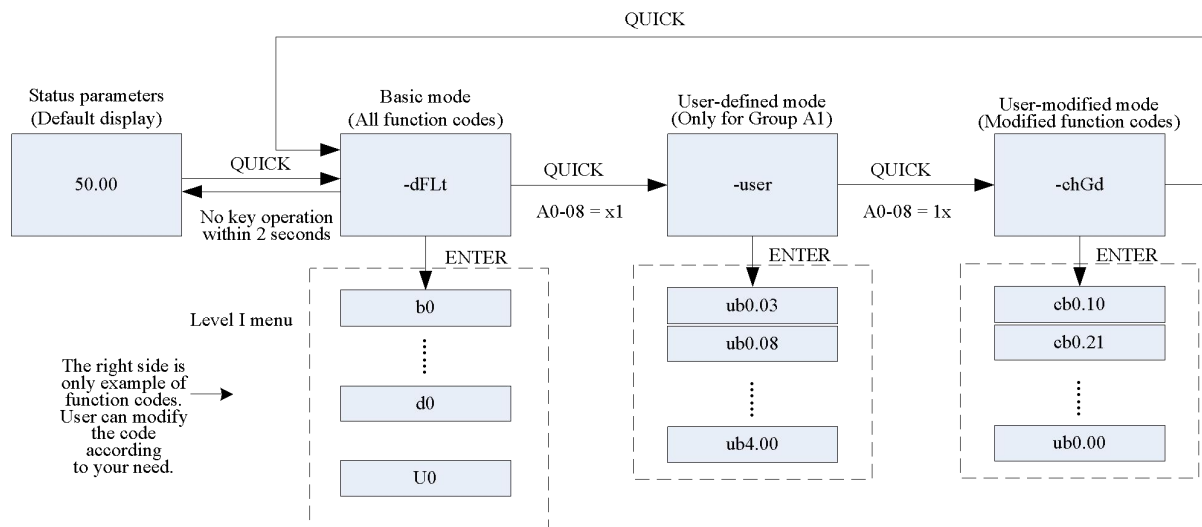 QUICK
Status parameters
(Default display)
50.00
QUICK
No key operation
within 2 seconds
Basic mode
(All function codes)
-dFLt
QUICK
A0-08 = x1
User-defined mode
(Only for Group A1)
-user
QUICK
A0-08 = 1x
User-modified mode
(Modified function codes)
-chGd
ENTER
ENTER
ENTER
Level I menu
The right side is
only example of
function codes.
User can modify
the code
according
to your need.
b0
d0
U0
ub0.03
ub0.08
ub4.00
cb0.10
cb0.21
ub0.00